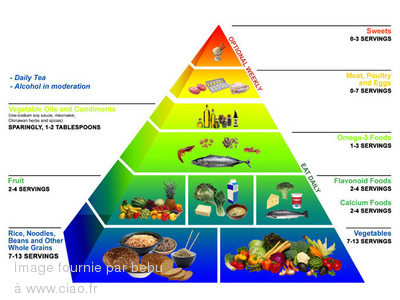 Sweets
0-3 SERVINGS
OPTIONAL WEEKLY
Meat, Poultry
and Eggs
0-7 SERVINGS
- Daily Tea
- Alcohol in moderation
Vegetable Oils and Condiments
(low-sodium soy sauce, miso/natto,
Chinese/Asian herbs and spices)
SPARINGLY, 1-2 TABLESPOONS
Omega-3 Foods
1-3 SERVINGS
EAT DAILY
Fruit
2-4 SERVINGS
Flavonoid Foods
2-4 SERVINGS
Calcium Foods
2-4 SERVINGS
Rice, Noodles,
Beans and Other
Whole Grains
7-13 SERVINGS
Vegetables
7-13 SERVINGS
Image fournie par bebu
à www.ciao.fr